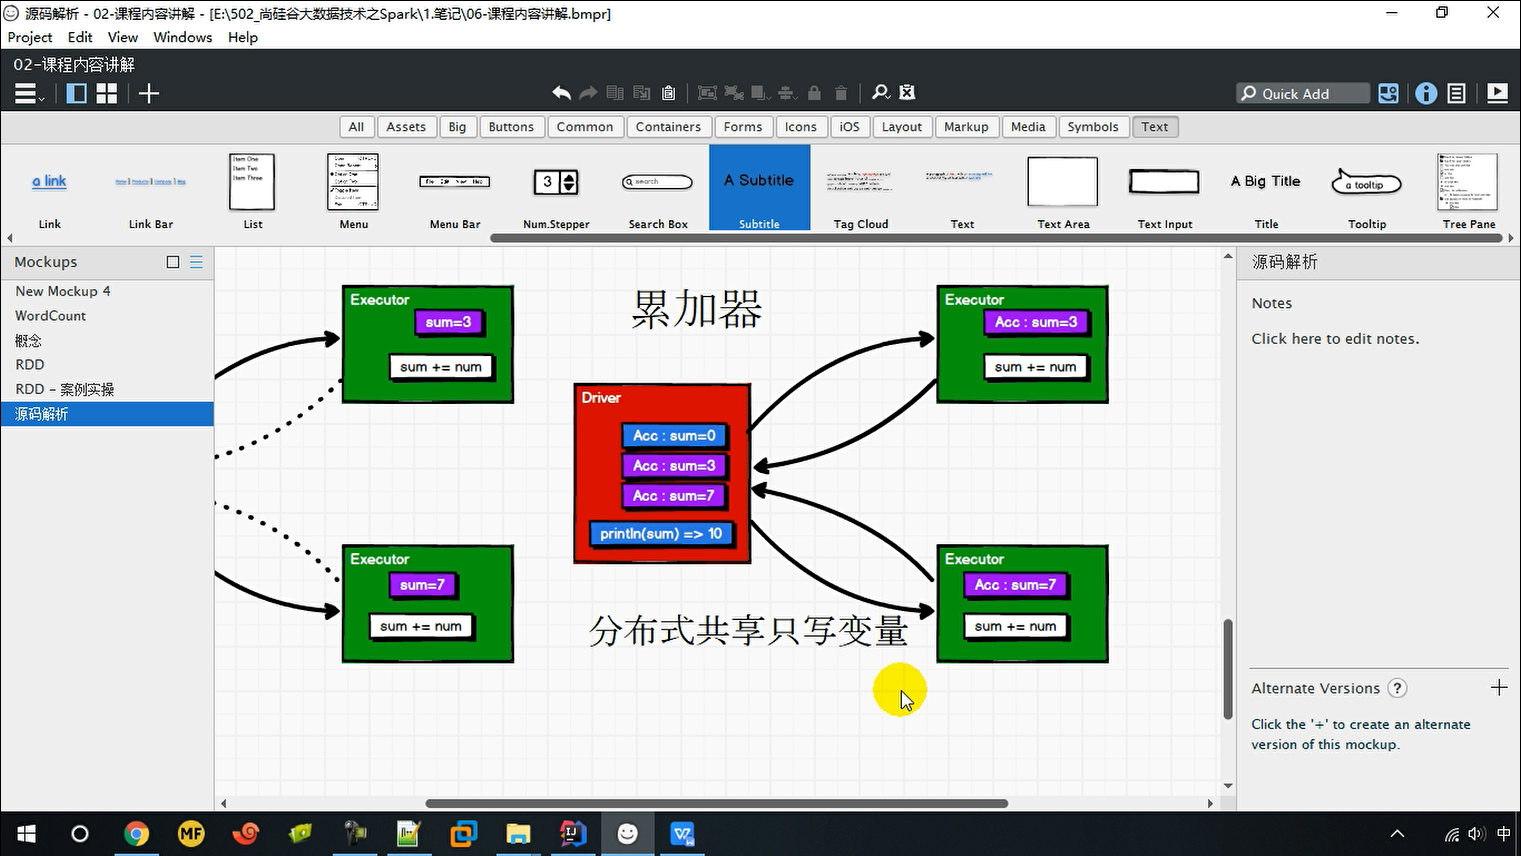 源码解析 - 02-课程内容讲解 - [E:\502_尚硅谷大数据技术之Spark\1.笔记\06-课程内容讲解.bmpr]
Project Edit View Windows Help
02-课程内容讲解
Quick Add
All Assets Big Buttons Common Containers Forms Icons iOS Layout Markup Media Symbols Text
a link
Item One
Item Two
Item Three
3
search
A Subtitle
A Big Title
a tooltip
Link Link Bar List Menu Menu Bar Num.Stepper Search Box Subtitle Tag Cloud Text Text Area Text Input Title Tooltip Tree Pane
Mockups
New Mockup 4
WordCount
概念
RDD
RDD - 案例实操
源码解析
Executor
sum=3
sum += num
Executor
sum=7
sum += num
累加器
Driver
Acc : sum=0
Acc : sum=3
Acc : sum=7
println(sum) => 10
分布式共享只写变量
Executor
Acc : sum=3
sum += num
Executor
Acc : sum=7
sum += num
源码解析
Notes
Click here to edit notes.
Alternate Versions ?
Click the '+' to create an alternate
version of this mockup.
MF
中